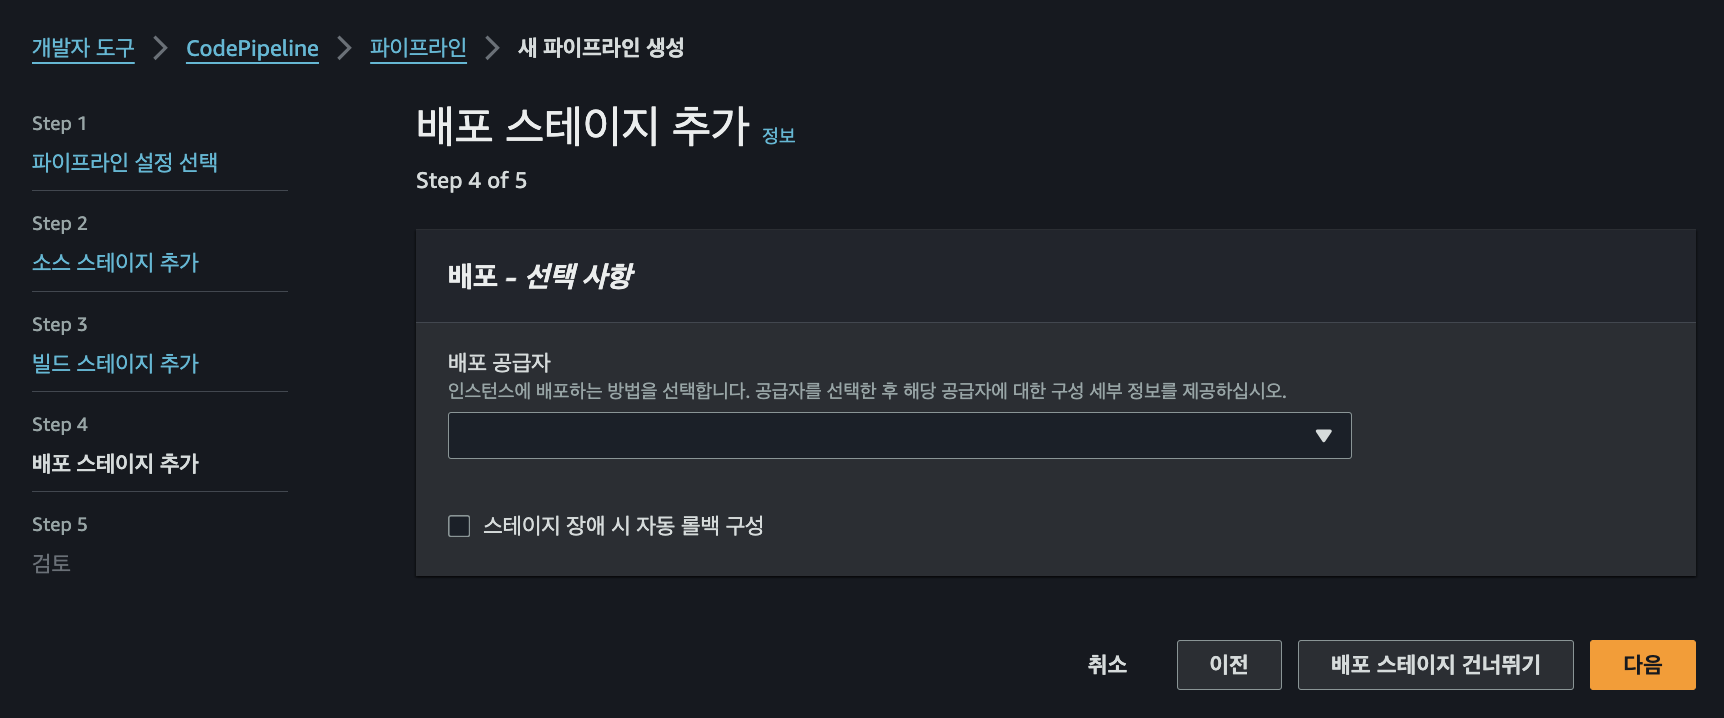 개발자 도구 > CodePipeline > 파이프라인 > 새 파이프라인 생성
Step 1
파이프라인 설정 선택
Step 2
소스 스테이지 추가
Step 3
빌드 스테이지 추가
Step 4
배포 스테이지 추가
Step 5
검토
배포 스테이지 추가 정보
Step 4 of 5
배포 - 선택 사항
배포 공급자
인스턴스에 배포하는 방법을 선택합니다. 공급자를 선택한 후 해당 공급자에 대한 구성 세부 정보를 제공하십시오.
스테이지 장애 시 자동 롤백 구성
취소 이전 배포 스테이지 건너뛰기 다음